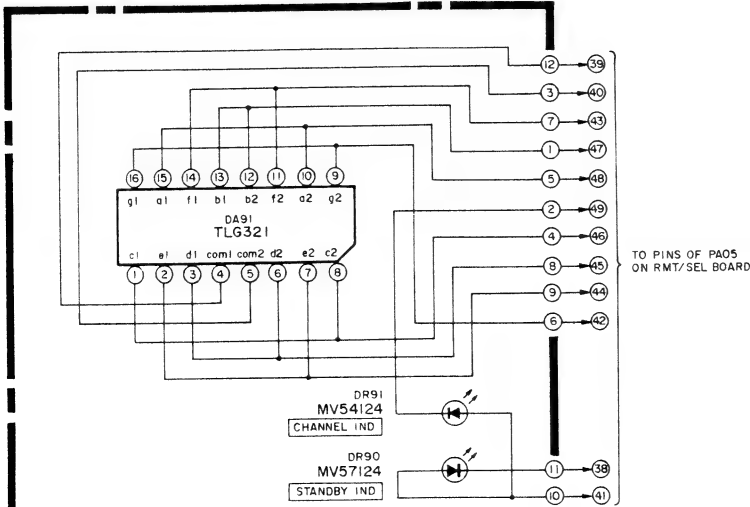 12 39
3 40
7 43
1 47
5 48
2 49
4 46
8 45
9 44
6 42
TO PINS OF PA05
ON RMT/SEL BOARD
16 15 14 13 12 11 10 9
g1 a1 f1 b1 b2 f2 a2 g2
DA91
TLG321
c1 e1 d1 com1 com2 d2 e2 c2
1 2 3 4 5 6 7 8
DR91
MV54124
CHANNEL IND
DR90
MV57124
STANDBY IND
11 38
10 41